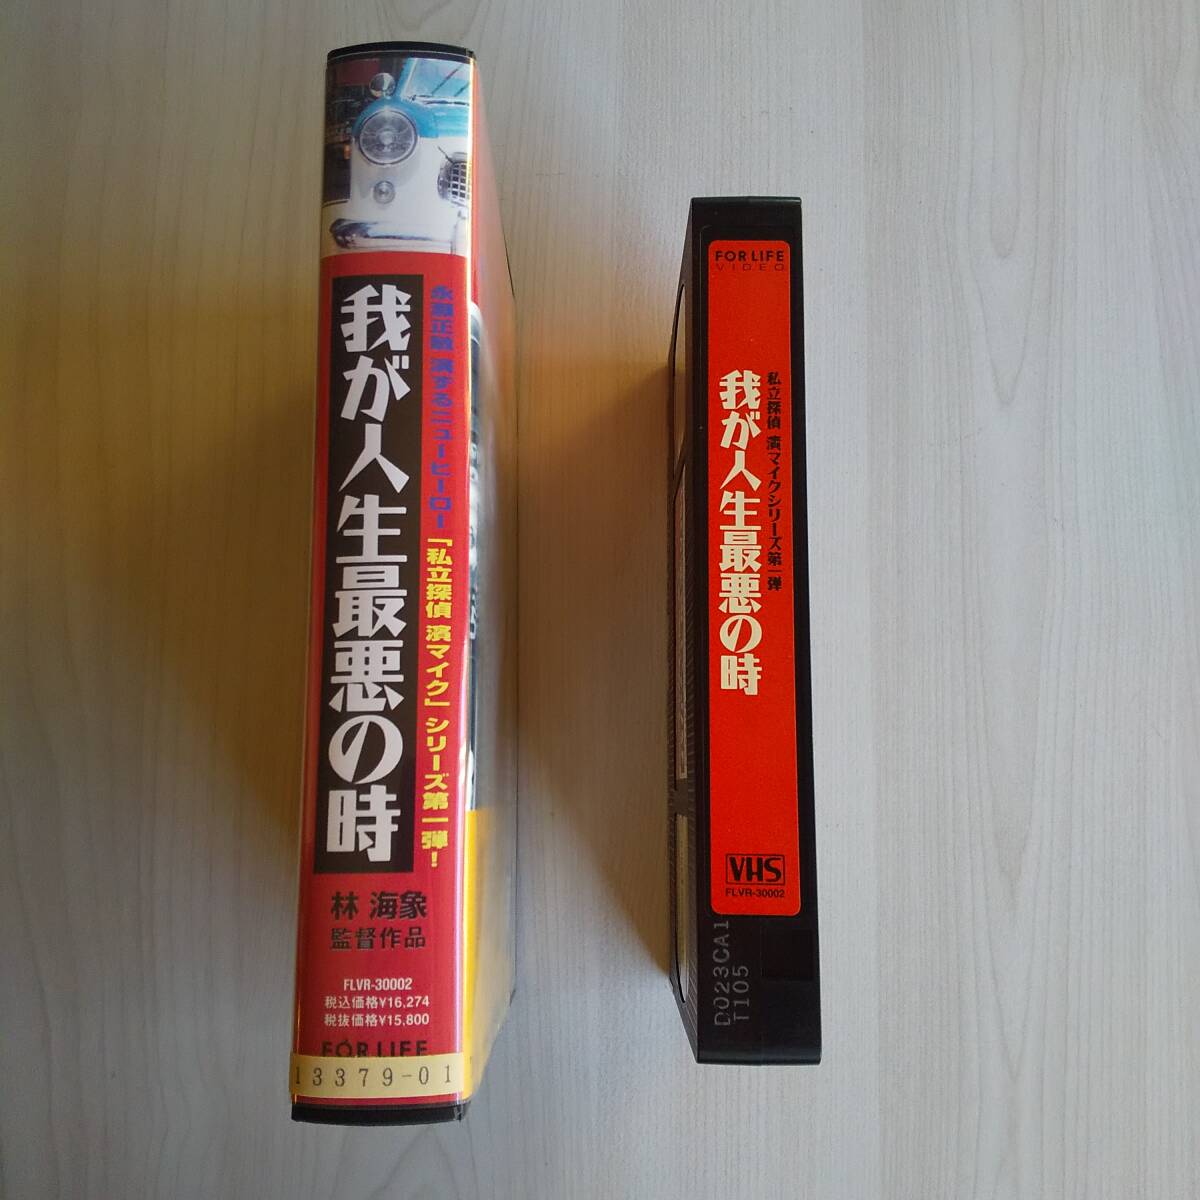 永瀬正敏 演ずるニューヒーロー「私立探偵 濱マイク」シリーズ第一弾!
我が人生最悪の時
林 海象
監督作品
FLVR-30002
税込価格¥16,274
税抜価格¥15,800
FOR LIFE
13379-01
FOR LIFE
VIDEO
私立探偵 濱マイクシリーズ第一弾
我が人生最悪の時
VHS
FLVR-30002
D023CA1
T105